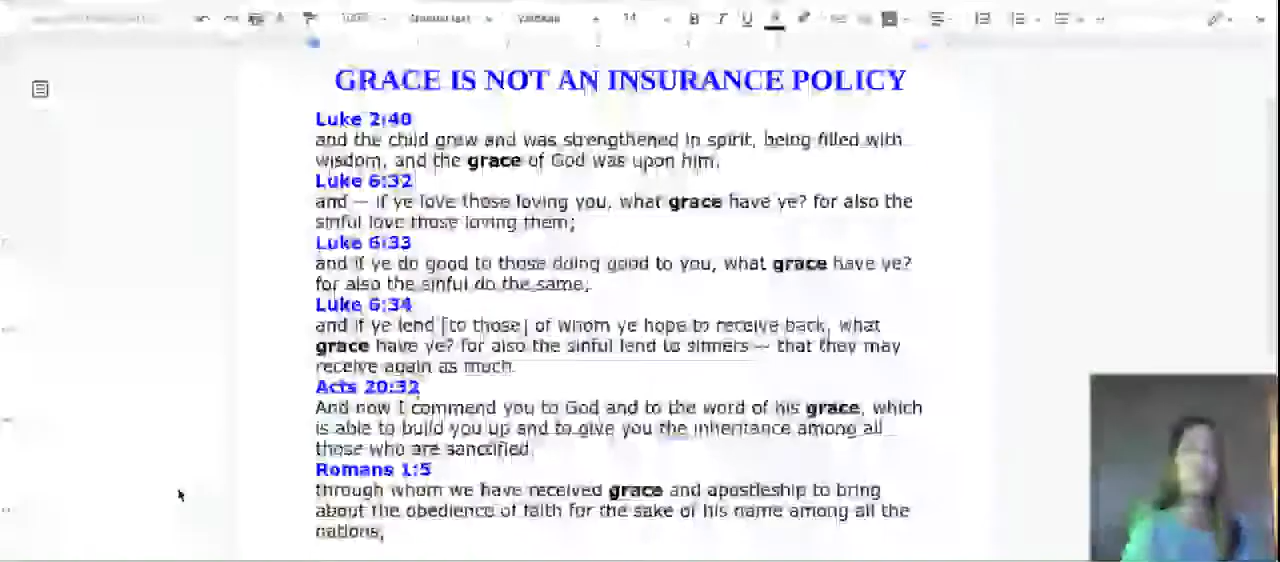 14
B I U A
GRACE IS NOT AN INSURANCE POLICY
Luke 2:40
and the child grew and was strengthened in spirit, being filled with
wisdom, and the grace of God was upon him.
Luke 6:32
and — if ye love those loving you, what grace have ye? for also the
sinful love those loving them;
Luke 6:33
and if ye do good to those doing good to you, what grace have ye?
for also the sinful do the same;
Luke 6:34
and if ye lend [to those] of whom ye hope to receive back, what
grace have ye? for also the sinful lend to sinners — that they may
receive again as much.
Acts 20:32
And now I commend you to God and to the word of his grace, which
is able to build you up and to give you the inheritance among all
those who are sanctified.
Romans 1:5
through whom we have received grace and apostleship to bring
about the obedience of faith for the sake of his name among all the
nations,